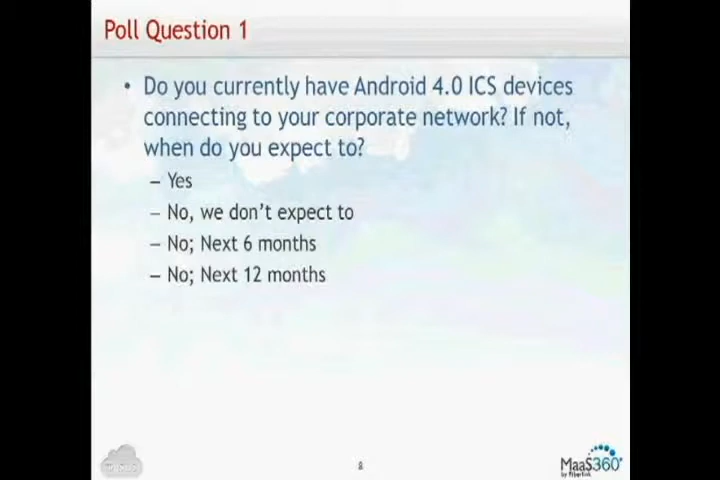 Poll Question 1
• Do you currently have Android 4.0 ICS devices
connecting to your corporate network? If not,
when do you expect to?
– Yes
– No, we don't expect to
– No; Next 6 months
– No; Next 12 months
8
MaaS360
by Fiberlink